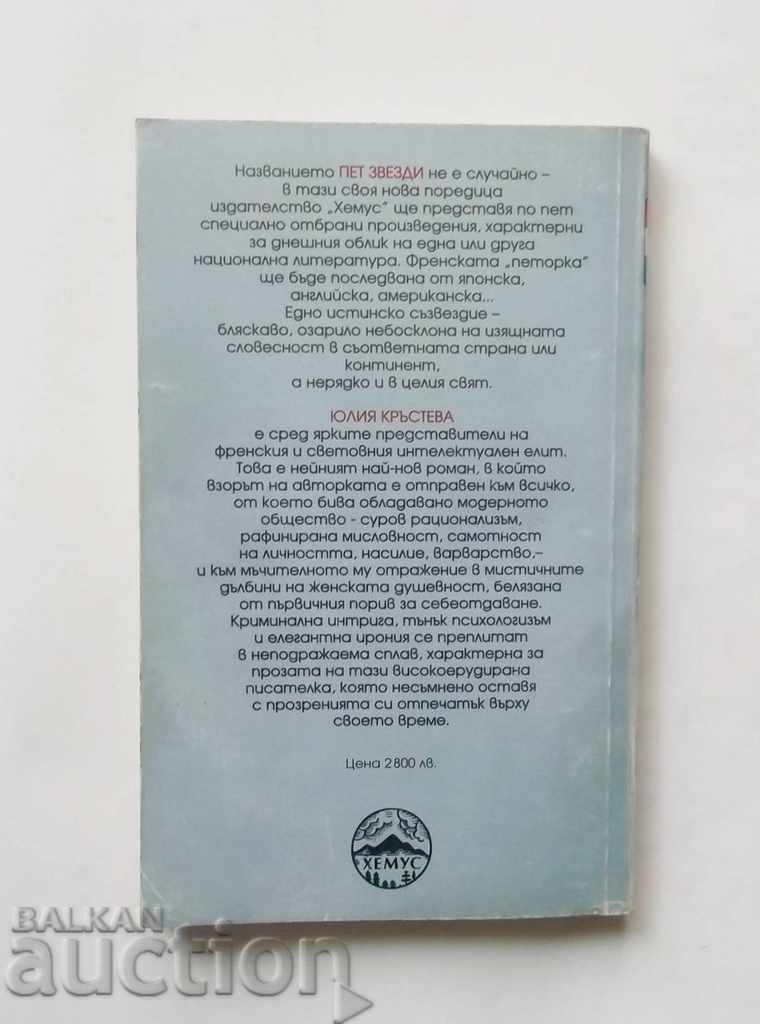 Названието ПЕТ ЗВЕЗДИ не е случайно –
в тази своя нова поредица
издателство „Хемус" ще представя по пет
специално отбрани произведения, характерни
за днешния облик на една или друга
национална литература. Френската „петорка"
ще бъде последвана от японска,
английска, американска...
Едно истинско съзвездие –
бляскаво, озарило небосклона на изящната
словесност в съответната страна или
континент,
а нерядко и в целия свят.
ЮЛИЯ КРЪСТЕВА
е сред ярките представители на
френския и световния интелектуален елит.
Това е нейният най-нов роман, в който
взорът на авторката е отправен към всичко,
от което бива обладавано модерното
общество - суров рационализъм,
рафинирана мисловност, самотност
на личността, насилие, варварство,–
и към мъчителното му отражение в мистичните
дълбини на женската душевност, белязана
от първичния порив за себеотдаване.
Криминална интрига, тънък психологизъм
и елегантна ирония се преплитат
в неподражаема сплав, характерна за
прозата на тази високоерудирана
писателка, която несъмнено оставя
с прозренията си отпечатък върху
своето време.
Цена 2800 лв.
ХЕМУС
BALKAN
auction